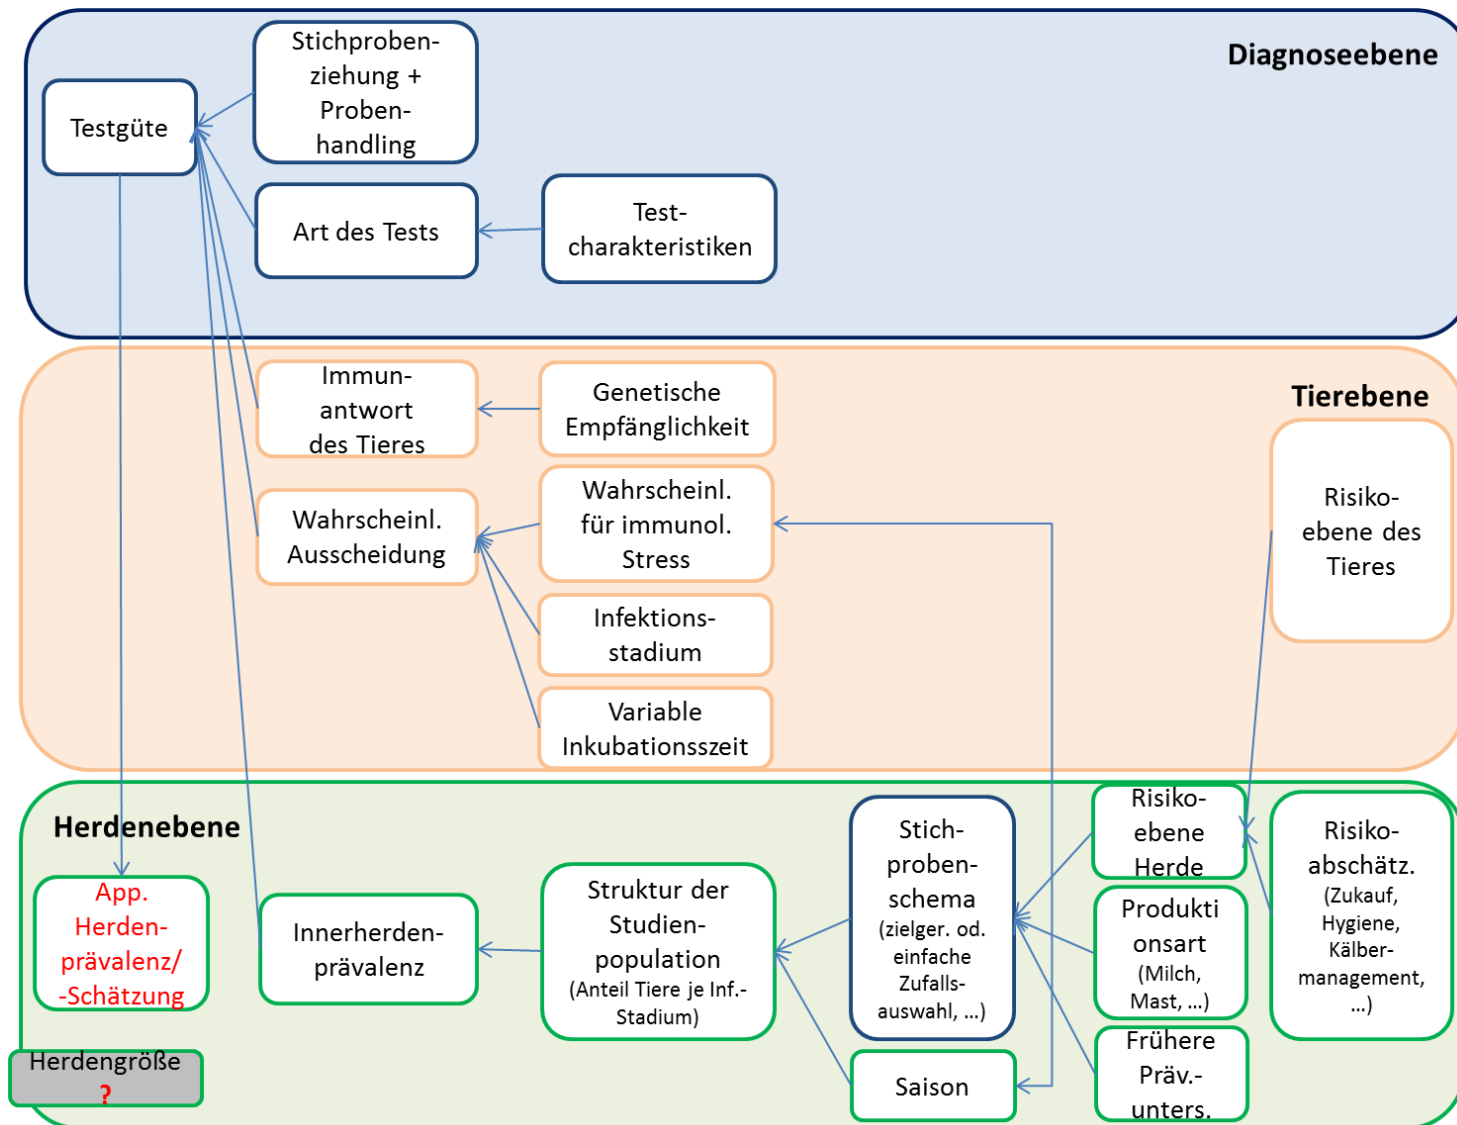 Diagnoseebene
Stichproben-
ziehung +
Proben-
handling
Testgüte
Art des Tests
Test-
charakteristiken
Tierebene
Immun-
antwort
des Tieres
Genetische
Empfänglichkeit
Wahrscheinl.
Ausscheidung
Wahrscheinl.
für immunol.
Stress
Infektions-
stadium
Variable
Inkubationsszeit
Risiko-
ebene des
Tieres
Herdenebene
App.
Herden-
prävalenz/
-Schätzung
Innerherden-
prävalenz
Struktur der
Studien-
population
(Anteil Tiere je Inf.-
Stadium)
Stich-
proben-
schema
(zielger. od.
einfache
Zufalls-
auswahl, ...)
Saison
Risiko-
ebene
Herde
Produkti
onsart
(Milch,
Mast, ...)
Frühere
Präv.-
unters.
Risiko-
abschätz.
(Zukauf,
Hygiene,
Kälber-
management,
...)
Herdengröße
?